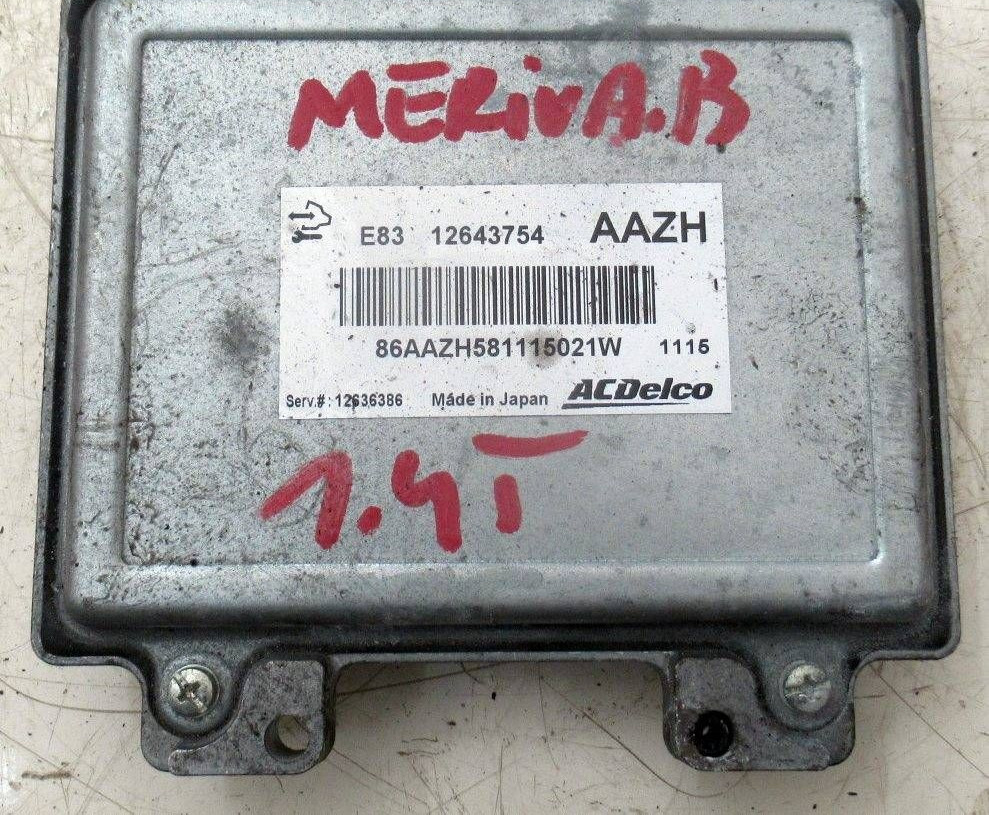 MERivA.B
E83 12643754 AAZH
86AAZH581115021W 1115
Serv.#: 12636386 Made in Japan ACDelco
1.4T